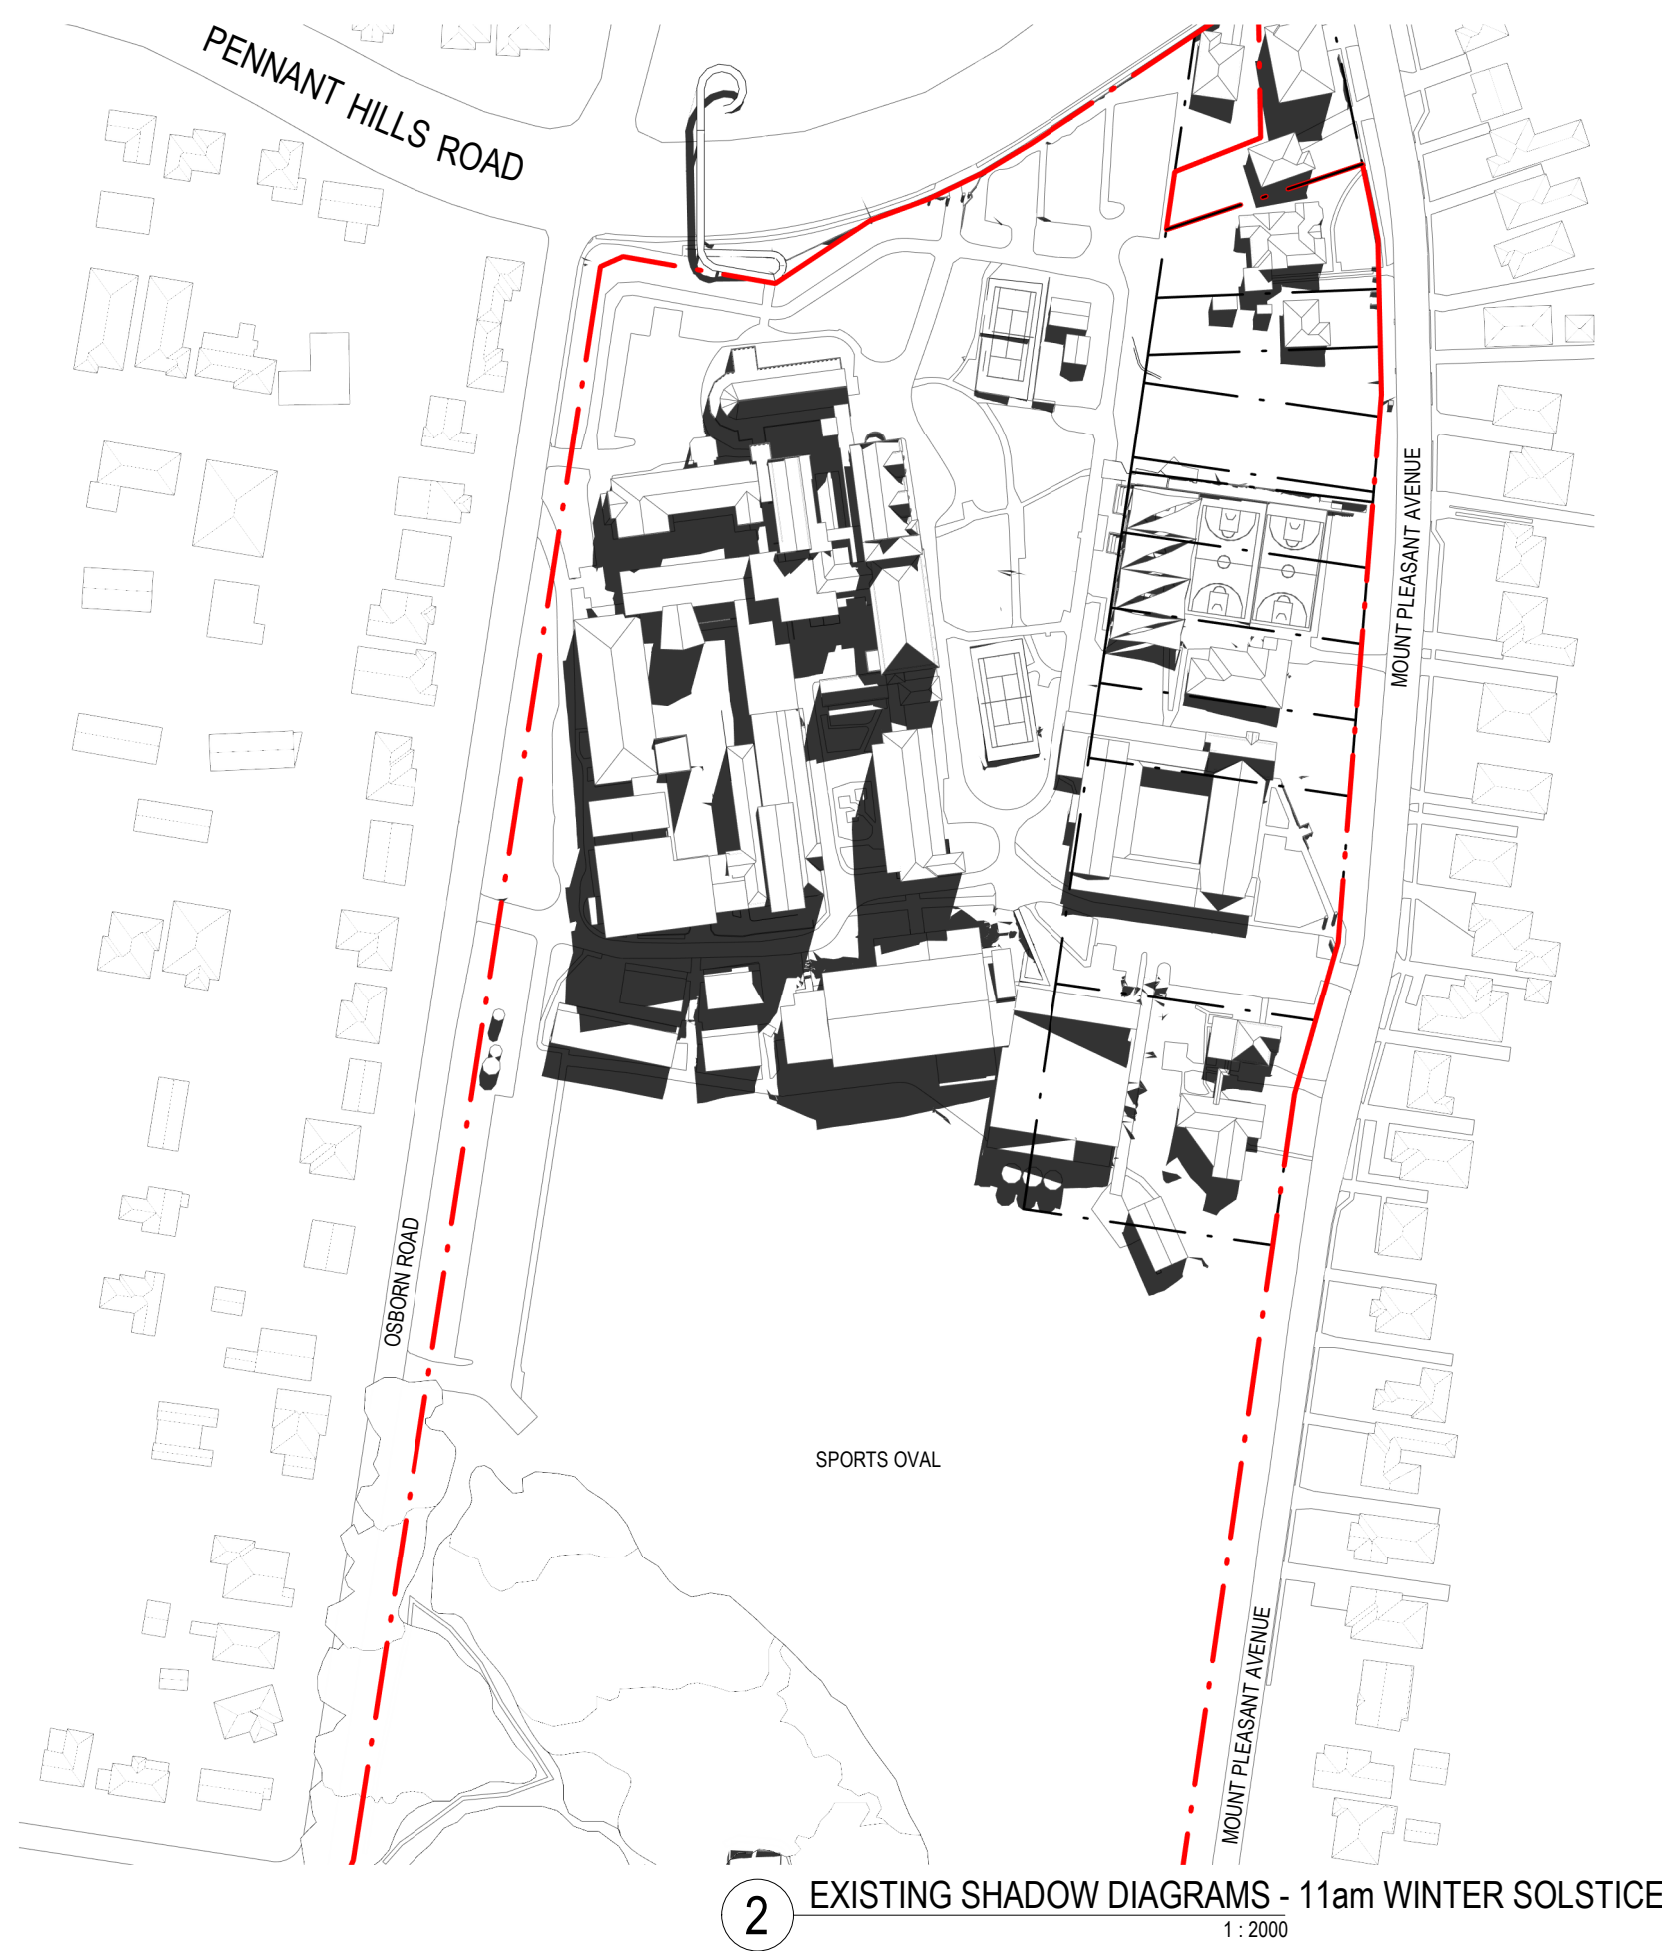 PENNANT HILLS ROAD
MOUNT PLEASANT AVENUE
OSBORN ROAD
SPORTS OVAL
MOUNT PLEASANT AVENUE
2
EXISTING SHADOW DIAGRAMS - 11am WINTER SOLSTICE
1 : 2000